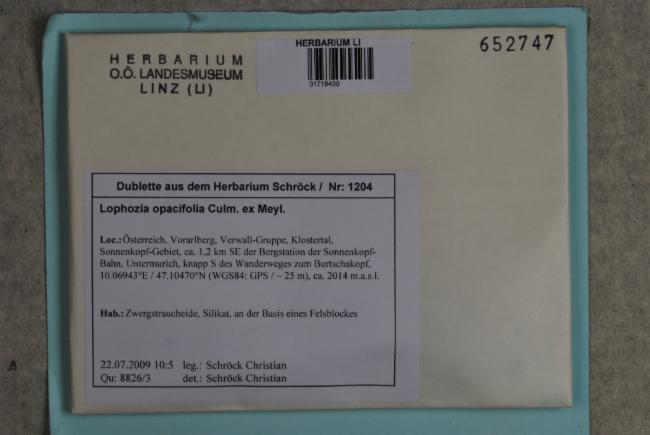 HERBARIUM
O.Ö. LANDESMUSEUM
LINZ (LI)
HERBARIUM LI
01718430
652747
Dublette aus dem Herbarium Schröck / Nr: 1204
Lophozia opacifolia Culm. ex Meyl.
Loc.:Österreich, Vorarlberg, Verwall-Gruppe, Klostertal,
Sonnenkopf-Gebiet, ca. 1,2 km SE der Bergstation der Sonnenkopf-
Bahn, Untermurich, knapp S des Wanderweges zum Burtschakopf,
10.06943°E / 47.10470°N (WGS84: GPS / ~ 25 m), ca. 2014 m.a.s.l.
Hab.: Zwergstraucheide, Silikat, an der Basis eines Felsblockes
22.07.2009 10:5 leg.: Schröck Christian
Qu: 8826/3 det.: Schröck Christian